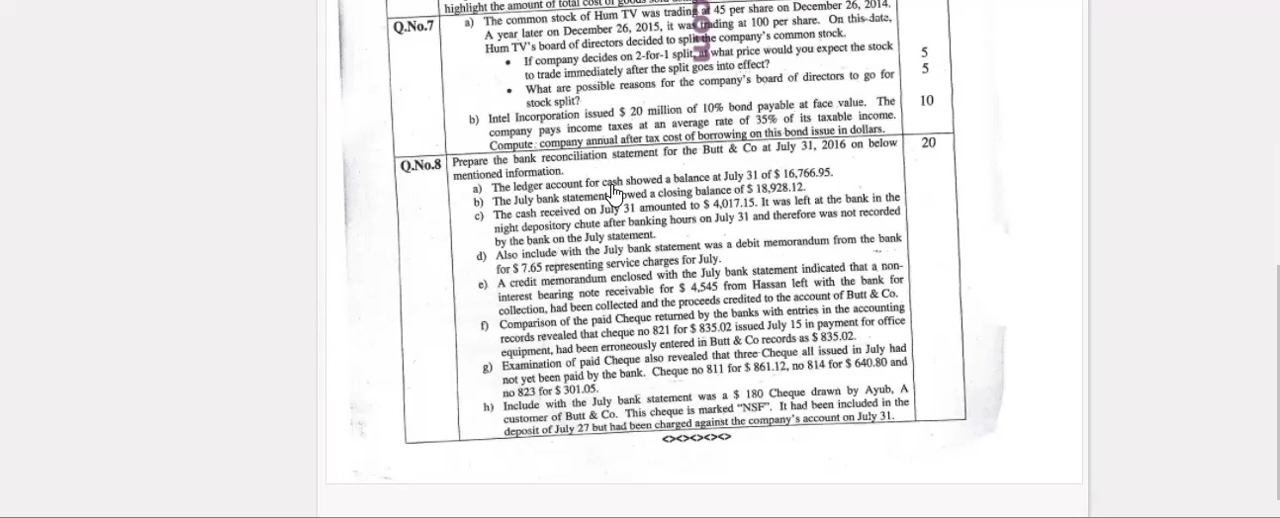 highlight the amount of total cost of goods sold
Q.No.7 a) The common stock of Hum TV was trading at 45 per share on December 26, 2014.
A year later on December 26, 2015, it was trading at 100 per share. On this date,
Hum TV's board of directors decided to split the company's common stock.
• If company decides on 2-for-1 split, at what price would you expect the stock
to trade immediately after the split goes into effect? 5
• What are possible reasons for the company's board of directors to go for 5
stock split?
b) Intel Incorporation issued $ 20 million of 10% bond payable at face value. The 10
company pays income taxes at an average rate of 35% of its taxable income.
Compute: company annual after tax cost of borrowing on this bond issue in dollars.
Q.No.8 Prepare the bank reconciliation statement for the Butt & Co at July 31, 2016 on below 20
mentioned information.
a) The ledger account for cash showed a balance at July 31 of $ 16,766.95.
b) The July bank statement showed a closing balance of $ 18,928.12.
c) The cash received on July 31 amounted to $ 4,017.15. It was left at the bank in the
night depository chute after banking hours on July 31 and therefore was not recorded
by the bank on the July statement.
d) Also include with the July bank statement was a debit memorandum from the bank
for $ 7.65 representing service charges for July.
e) A credit memorandum enclosed with the July bank statement indicated that a non-
interest bearing note receivable for $ 4,545 from Hassan left with the bank for
collection, had been collected and the proceeds credited to the account of Butt & Co.
f) Comparison of the paid Cheque returned by the banks with entries in the accounting
records revealed that cheque no 821 for $ 835.02 issued July 15 in payment for office
equipment, had been erroneously entered in Butt & Co records as $ 835.02.
g) Examination of paid Cheque also revealed that three Cheque all issued in July had
not yet been paid by the bank. Cheque no 811 for $ 861.12, no 814 for $ 640.80 and
no 823 for $ 301.05.
h) Include with the July bank statement was a $ 180 Cheque drawn by Ayub, A
customer of Butt & Co. This cheque is marked "NSF". It had been included in the
deposit of July 27 but had been charged against the company's account on July 31.